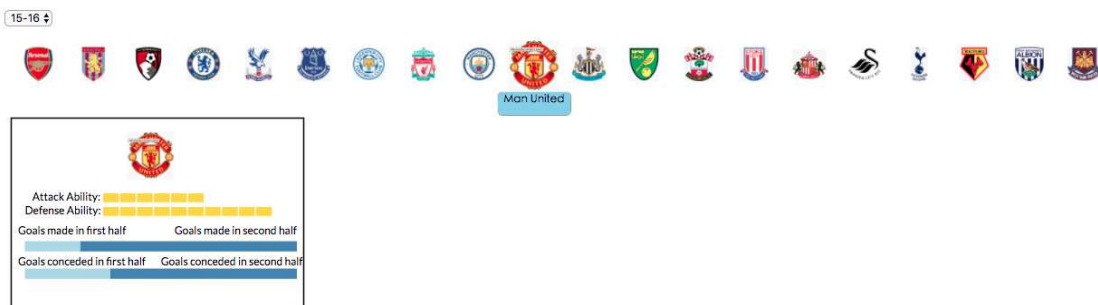 15-16
Man United
Attack Ability:
Defense Ability:
Goals made in first half Goals made in second half
Goals conceded in first half Goals conceded in second half